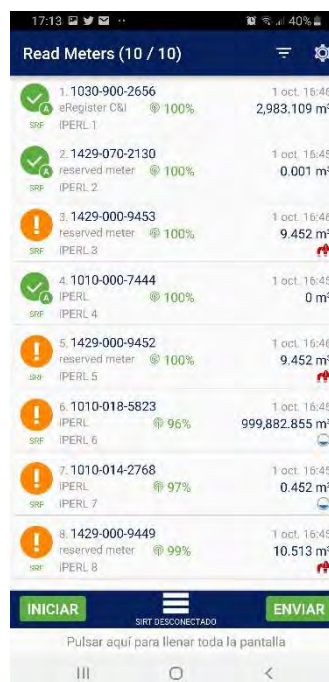 17:13 40%
Read Meters (10 / 10)
1. 1030-900-2656 1 oct. 16:46
eRegister C&I 100% 2,983.109 m³
SRF IPERL 1
2. 1429-070-2130 1 oct. 16:45
reserved meter 100% 0.001 m³
SRF IPERL 2
3. 1429-000-9453 1 oct. 16:46
reserved meter 100% 9.452 m³
SRF IPERL 3
4. 1010-000-7444 1 oct. 16:45
IPERL 100% 0 m³
SRF IPERL 4
5. 1429-000-9452 1 oct. 16:46
reserved meter 100% 9.452 m³
SRF IPERL 5
6. 1010-018-5823 1 oct. 16:45
IPERL 96% 999,882.855 m³
SRF IPERL 6
7. 1010-014-2768 1 oct. 16:45
IPERL 97% 0.452 m³
SRF IPERL 7
8. 1429-000-9449 1 oct. 16:45
reserved meter 99% 10.513 m³
SRF IPERL 8
INICIAR SIRT DESCONECTADO ENVIAR
Pulsar aquí para llenar toda la pantalla